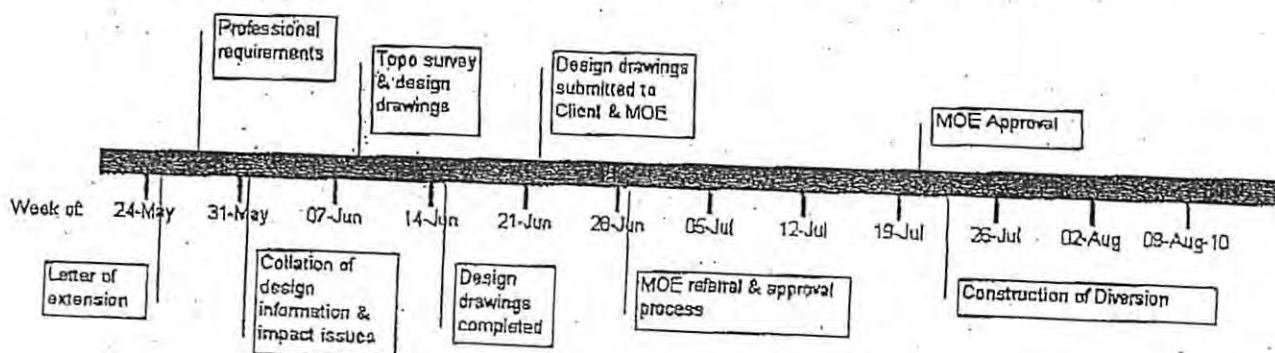 Professional
requirements
Topo survey
& design
drawings
Design drawings
submitted to
Client & MOE
MOE Approval
Week of: 24-May 31-May 07-Jun 14-Jun 21-Jun 28-Jun 05-Jul 12-Jul 19-Jul 26-Jul 02-Aug 09-Aug-10
Letter of
extension
Collation of
design
information &
impact issues
Design
drawings
completed
MOE referral & approval
process
Construction of Diversion